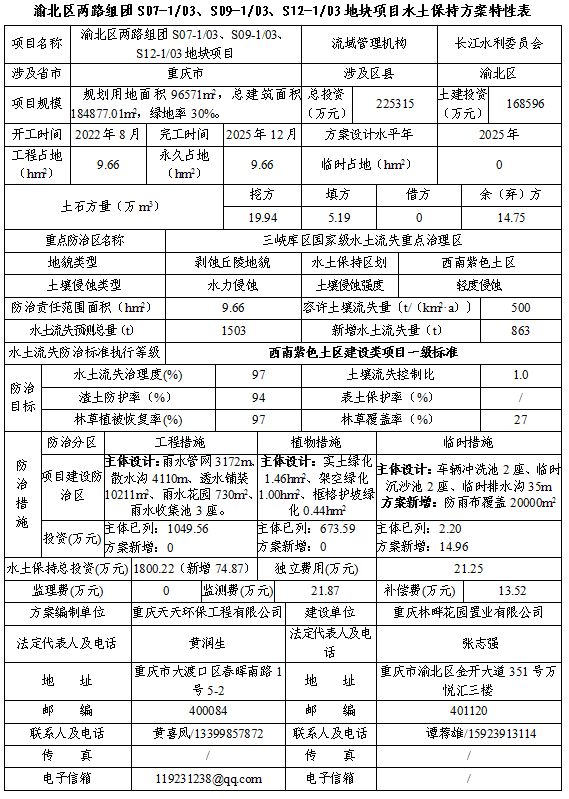 渝北区两路组团 S07-1/03、S09-1/03、S12-1/03 地块项目水土保持方案特性表
项目名称 渝北区两路组团 S07-1/03、S09-1/03、S12-1/03 地块项目 流域管理机构 长江水利委员会
涉及省市 重庆市 涉及区县 渝北区
项目规模 规划用地面积 96571m²，总建筑面积 184877.01m²，绿地率 30%。 总投资（万元） 225315 土建投资（万元） 168596
开工时间 2022 年 8 月 完工时间 2025 年 12 月 方案设计水平年 2025 年
工程占地（hm²） 9.66 永久占地（hm²） 9.66 临时占地（hm²） 0
土石方量（万 m³） 挖方 填方 借方 余（弃）方
19.94 5.19 0 14.75
重点防治区名称 三峡库区国家级水土流失重点治理区
地貌类型 剥蚀丘陵地貌 水土保持区划 西南紫色土区
土壤侵蚀类型 水力侵蚀 土壤侵蚀强度 轻度侵蚀
防治责任范围面积（hm²） 9.66 容许土壤流失量〔t/（km²·a）〕 500
水土流失预测总量（t） 1503 新增水土流失量（t） 863
水土流失防治标准执行等级 西南紫色土区建设类项目一级标准
防治目标 水土流失治理度(%) 97 土壤流失控制比 1.0
渣土防护率（%） 94 表土保护率（%） /
林草植被恢复率(%) 97 林草覆盖率（%） 27
防治措施 防治分区 工程措施 植物措施 临时措施
项目建设防治区 主体设计：雨水管网 3172m、散水沟 4110m、透水铺装 10211m²、雨水花园 730m²、雨水收集池 3 座。 主体设计：实土绿化 1.46hm²、架空绿化 1.00hm²、框格护坡绿化 0.44hm² 主体设计：车辆冲洗池 2 座、临时沉沙池 2 座、临时排水沟 35m
方案新增：防雨布覆盖 20000m²
投资(万元) 主体已列：1049.56 主体已列：673.59 主体已列：2.20
方案新增：0 方案新增：0 方案新增：14.96
水土保持总投资(万元) 1800.22（新增 74.87） 独立费用(万元) 21.25
监理费(万元) 0 监测费(万元) 21.87 补偿费(万元) 13.52
方案编制单位 重庆天天环保工程有限公司 建设单位 重庆林畔花园置业有限公司
法定代表人及电话 黄润生 法定代表人及电话 张志强
地 址 重庆市大渡口区春晖南路 1 号 5-2 地 址 重庆市渝北区金开大道 351 号万悦汇三楼
邮 编 400084 邮 编 401120
联系人及电话 黄喜凤/13399857872 联系人及电话 谭蓉雄/15923913114
传 真 / 传 真 /
电子信箱 119231238@qq.com 电子信箱 /